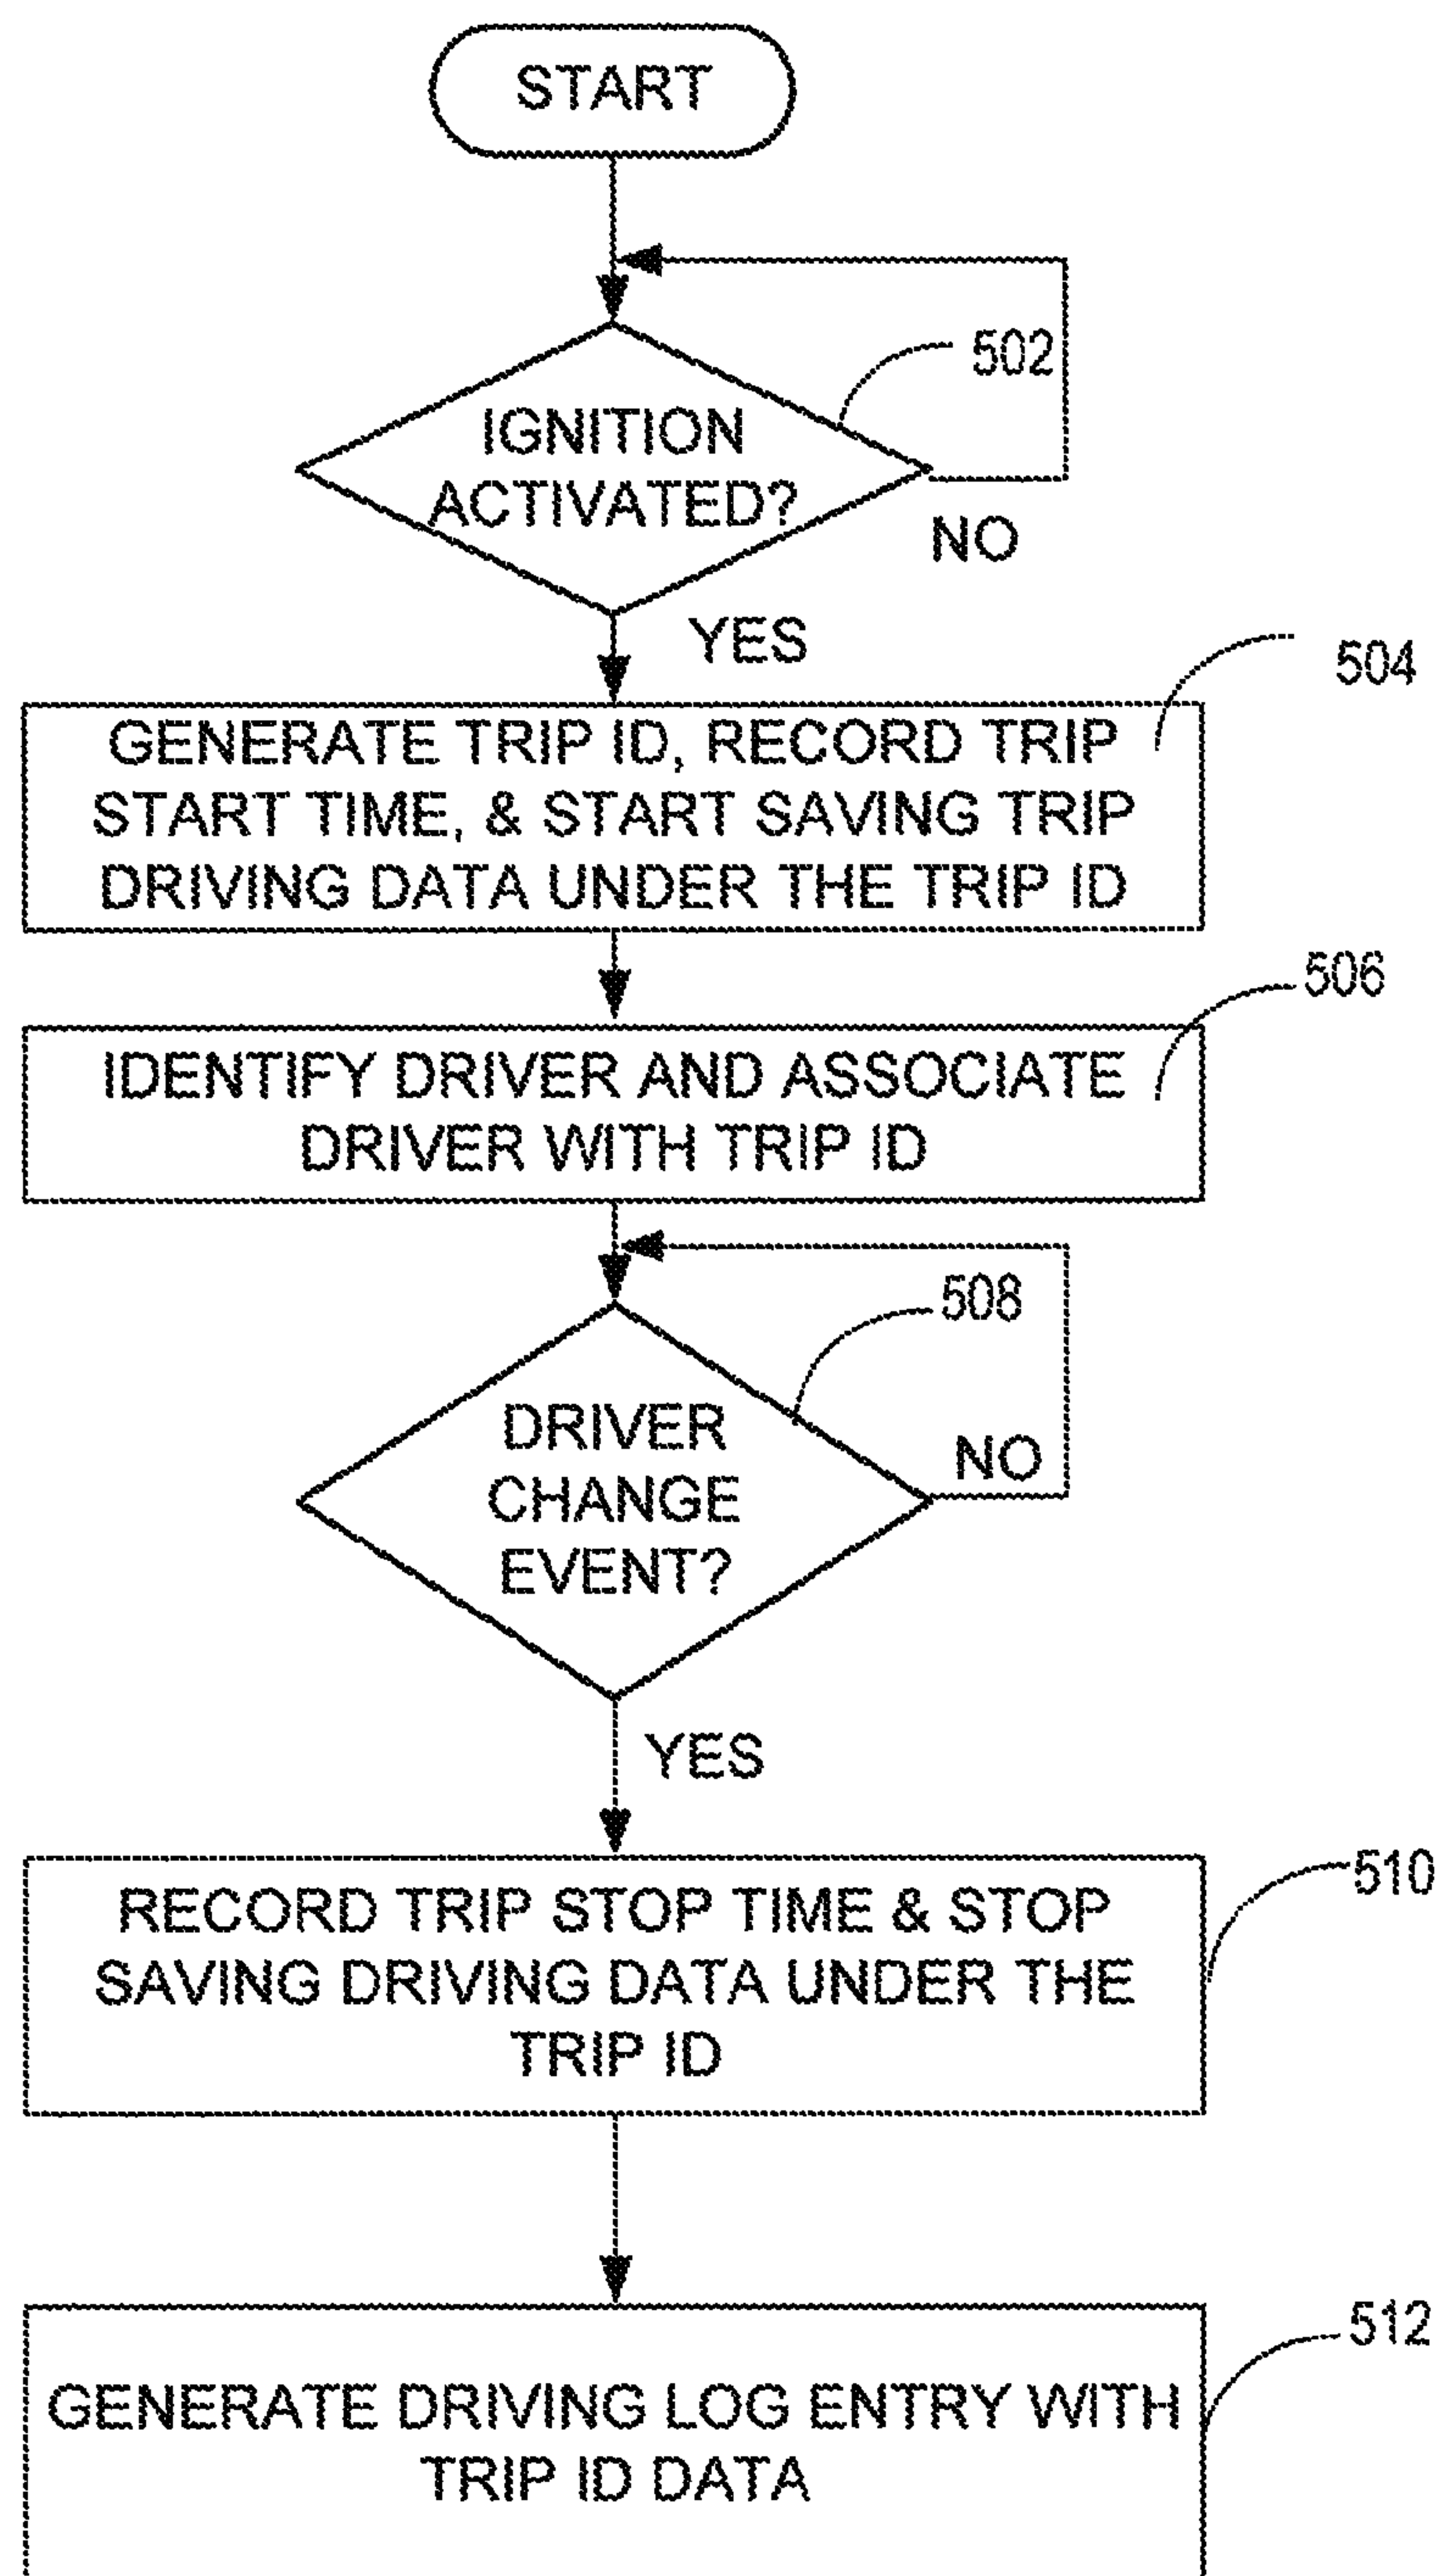 START
502
IGNITION
ACTIVATED?
NO
YES
504
GENERATE TRIP ID, RECORD TRIP
START TIME, & START SAVING TRIP
DRIVING DATA UNDER THE TRIP ID
506
IDENTIFY DRIVER AND ASSOCIATE
DRIVER WITH TRIP ID
508
DRIVER
CHANGE
EVENT?
NO
YES
510
RECORD TRIP STOP TIME & STOP
SAVING DRIVING DATA UNDER THE
TRIP ID
512
GENERATE DRIVING LOG ENTRY WITH
TRIP ID DATA